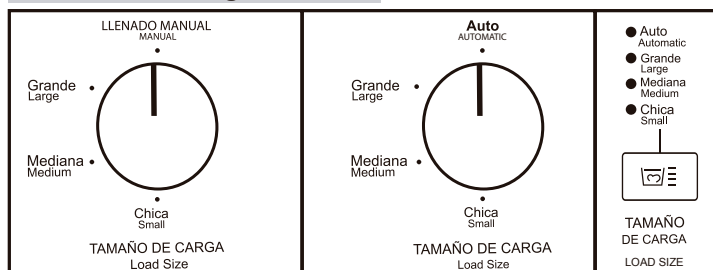 LLENADO MANUAL
MANUAL
Grande
Large
Mediana
Medium
Chica
Small
TAMAÑO DE CARGA
Load Size
Auto
AUTOMATIC
Grande
Large
Mediana
Medium
Chica
Small
TAMAÑO DE CARGA
Load Size
Auto
Automatic
Grande
Large
Mediana
Medium
Chica
Small
TAMAÑO
DE CARGA
LOAD SIZE